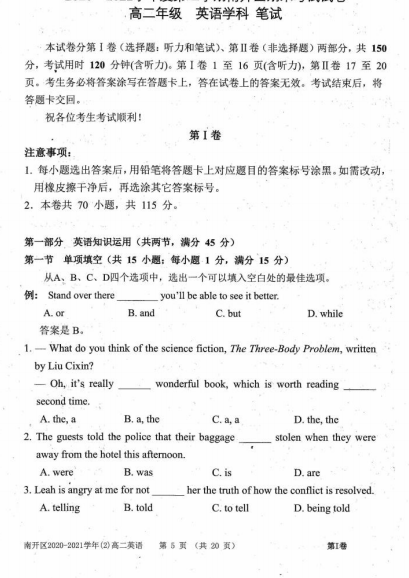 高二年级 英语学科 笔试
本试卷分第Ⅰ卷（选择题：听力和笔试）、第Ⅱ卷（非选择题）两部分，共 150
分，考试用时 120 分钟(含听力)。第Ⅰ卷 1 至 16 页(含听力)，第Ⅱ卷 17 至 20
页。考生务必将答案涂写在答题卡上，答在试卷上的答案无效。考试结束后，将
答题卡交回。
祝各位考生考试顺利！
第Ⅰ卷
注意事项：
1．每小题选出答案后，用铅笔将答题卡上对应题目的答案标号涂黑。如需改动，
用橡皮擦干净后，再选涂其它答案标号。
2．本卷共 70 小题，共 115 分。
第一部分 英语知识运用（共两节，满分 45 分）
第一节 单项填空（共 15 小题；每小题 1 分，满分 15 分）
从A、B、C、D四个选项中，选出一个可以填入空白处的最佳选项。
例： Stand over there ________ you'll be able to see it better.
A. or B. and C. but D. while
答案是 B。
1. — What do you think of the science fiction, The Three-Body Problem, written
by Liu Cixin?
— Oh, it's really ______ wonderful book, which is worth reading ______
second time.
A. the, a B. a, the C. a, a D. the, the
2. The guests told the police that their baggage ______ stolen when they were
away from the hotel this afternoon.
A. were B. was C. is D. are
3. Leah is angry at me for not ______ her the truth of how the conflict is resolved.
A. telling B. told C. to tell D. being told
南开区2020-2021学年(2)高二英语 第 5 页 （共 20 页） 第Ⅰ卷